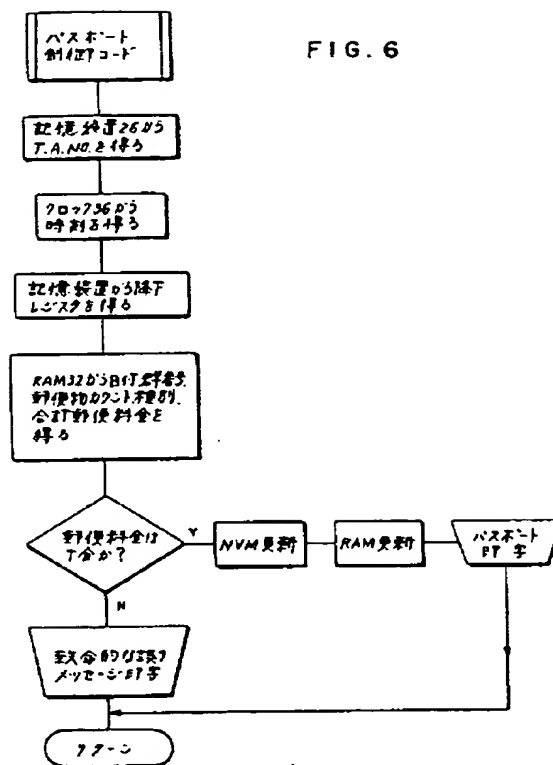 FIG. 6
パスポート
制御コード
記憶装置26から
T.A.NO.を得る
クロック36から
時刻を得る
記憶装置から降下
レジスタを得る
RAM32から日付、群番号、
郵便物カウント、種別、
合計郵便料金を
得る
郵便料金は
十分か?
Y
NVM更新
RAM更新
パスポート
印字
N
致命的な誤り
メッセージ印字
リターン